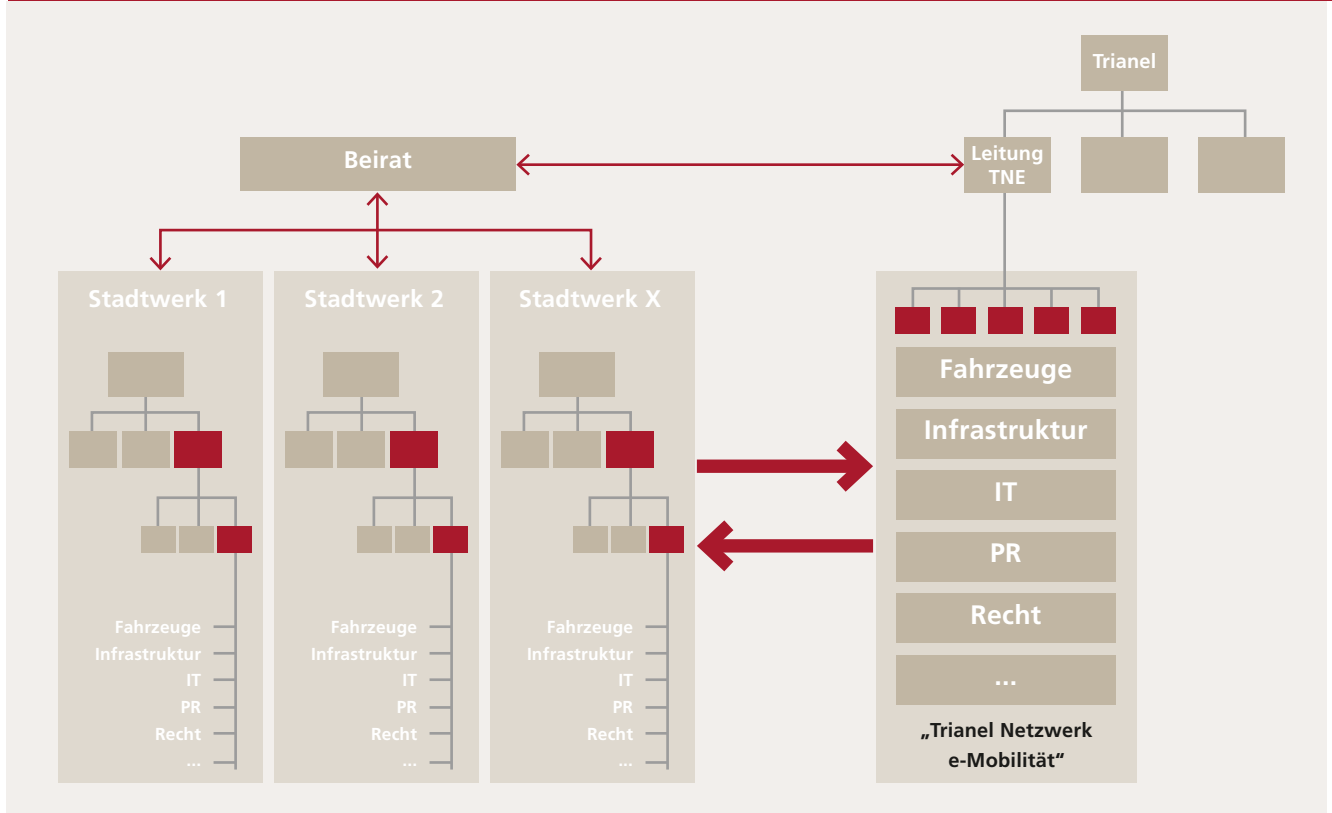 Trianel
Beirat
Leitung
TNE
Stadtwerk 1
Fahrzeuge
Infrastruktur
IT
PR
Recht
...
Stadtwerk 2
Fahrzeuge
Infrastruktur
IT
PR
Recht
...
Stadtwerk X
Fahrzeuge
Infrastruktur
IT
PR
Recht
...
Fahrzeuge
Infrastruktur
IT
PR
Recht
...
„Trianel Netzwerk
e-Mobilität“